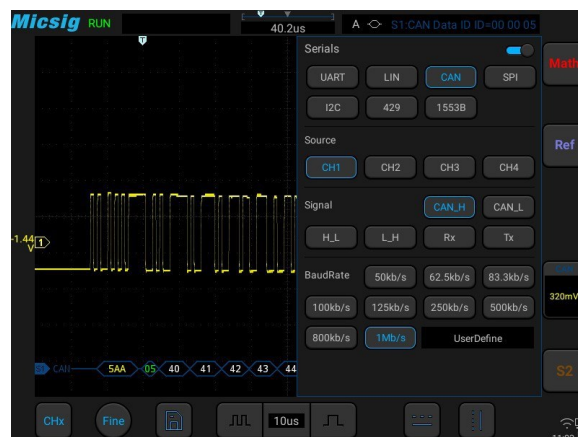 Micsig RUN 40.2us A S1:CAN Data ID ID=00 00 05
Serials
UART LIN CAN SPI
I2C 429 1553B
Source
CH1 CH2 CH3 CH4
Signal CAN_H CAN_L
H_L L_H Rx Tx
BaudRate 50kb/s 62.5kb/s 83.3kb/s
100kb/s 125kb/s 250kb/s 500kb/s
800kb/s 1Mb/s UserDefine
Math
Ref
-1.44 1
V
CAN
320mV
S1 CAN 5AA 05 40 41 42 43 44
S2
CHx Fine 10us